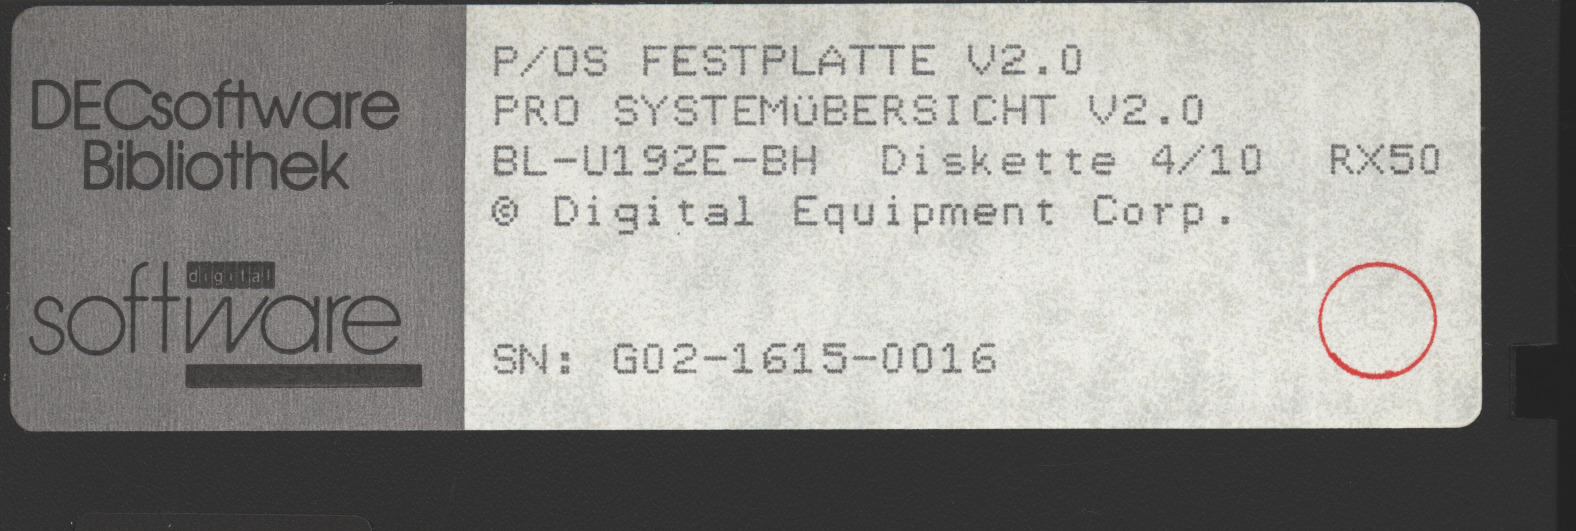 DECsoftware
Bibliothek
digital
software
P/OS FESTPLATTE V2.0
PRO SYSTEMÜBERSICHT V2.0
BL-U192E-BH Diskette 4/10 RX50
© Digital Equipment Corp.
SN: G02-1615-0016